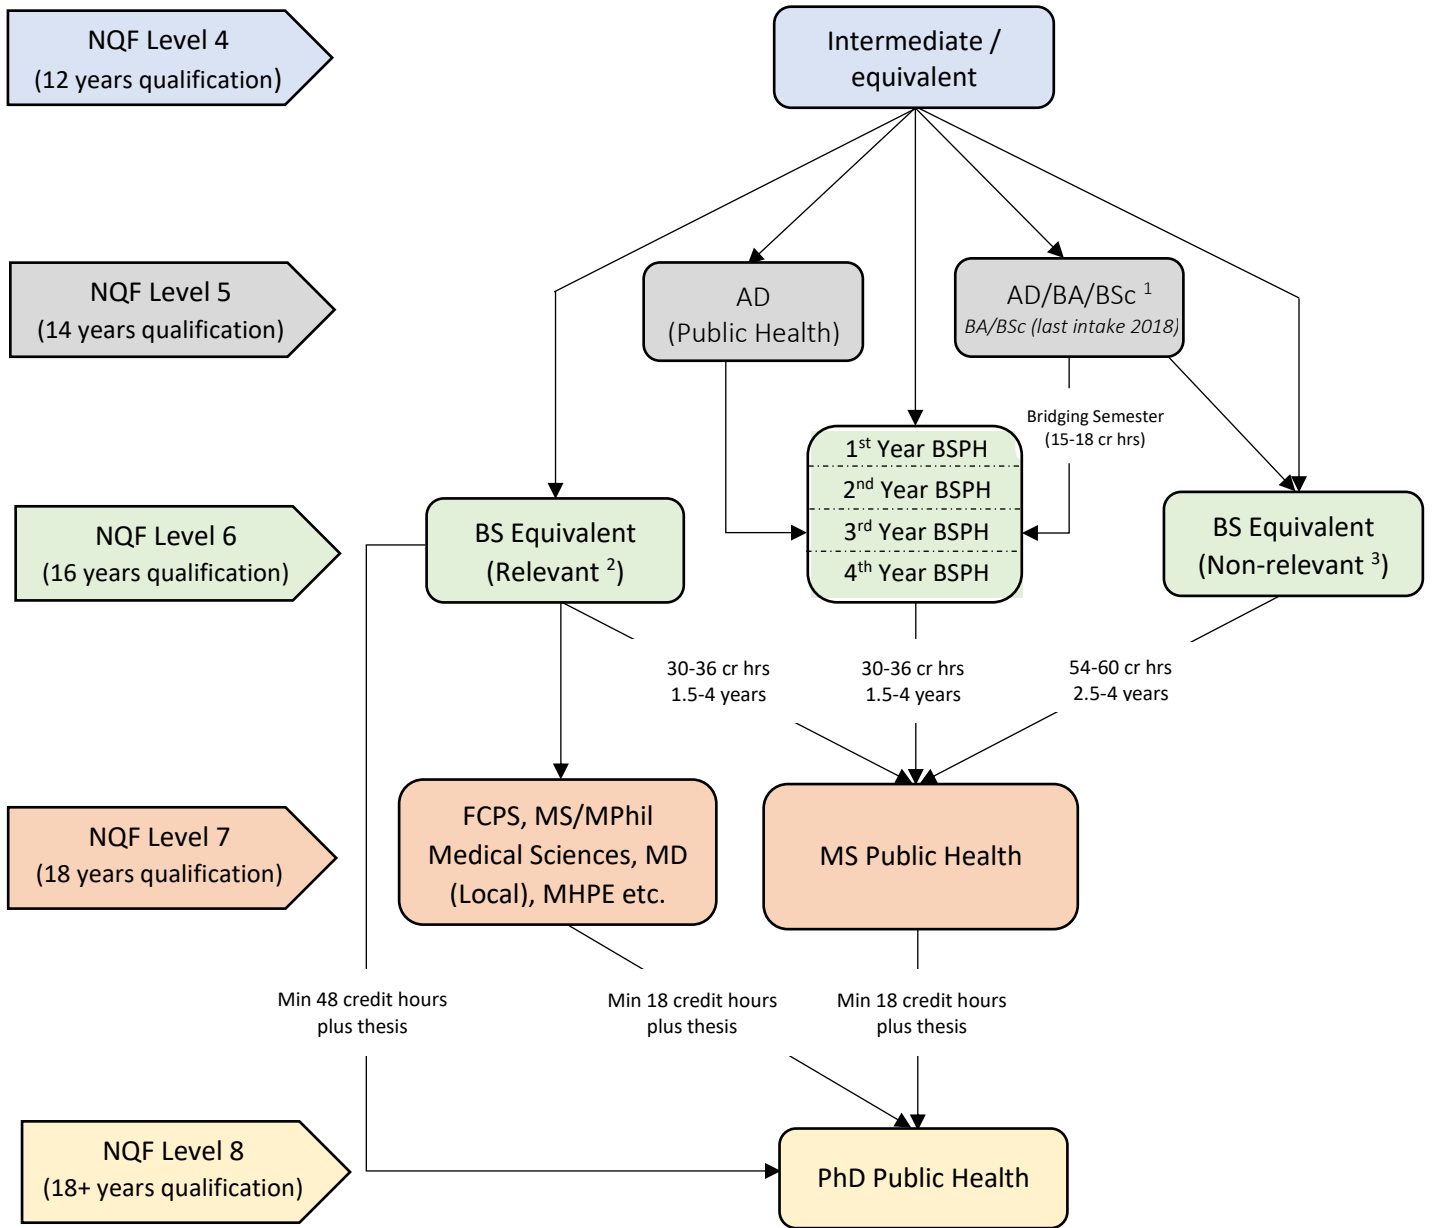 NQF Level 4
(12 years qualification)
Intermediate /
equivalent
NQF Level 5
(14 years qualification)
AD
(Public Health)
AD/BA/BSc 1
BA/BSc (last intake 2018)
Bridging Semester
(15-18 cr hrs)
NQF Level 6
(16 years qualification)
BS Equivalent
(Relevant 2)
1st Year BSPH
2nd Year BSPH
3rd Year BSPH
4th Year BSPH
BS Equivalent
(Non-relevant 3)
30-36 cr hrs
1.5-4 years
30-36 cr hrs
1.5-4 years
54-60 cr hrs
2.5-4 years
NQF Level 7
(18 years qualification)
FCPS, MS/MPhil
Medical Sciences, MD
(Local), MHPE etc.
MS Public Health
Min 48 credit hours
plus thesis
Min 18 credit hours
plus thesis
Min 18 credit hours
plus thesis
NQF Level 8
(18+ years qualification)
PhD Public Health